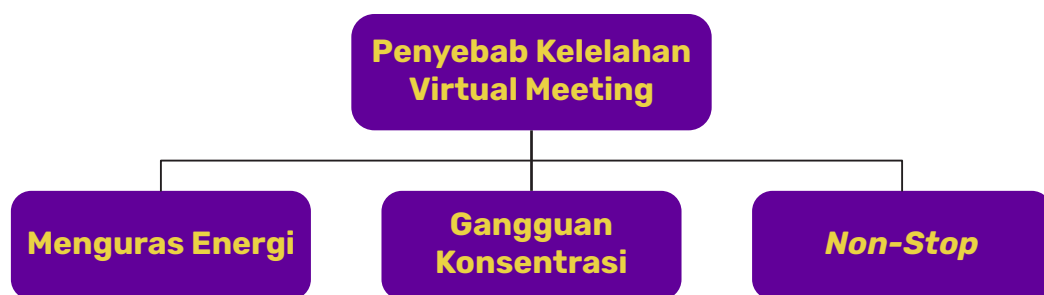 Penyebab Kelelahan
Virtual Meeting
Menguras Energi
Gangguan
Konsentrasi
Non-Stop